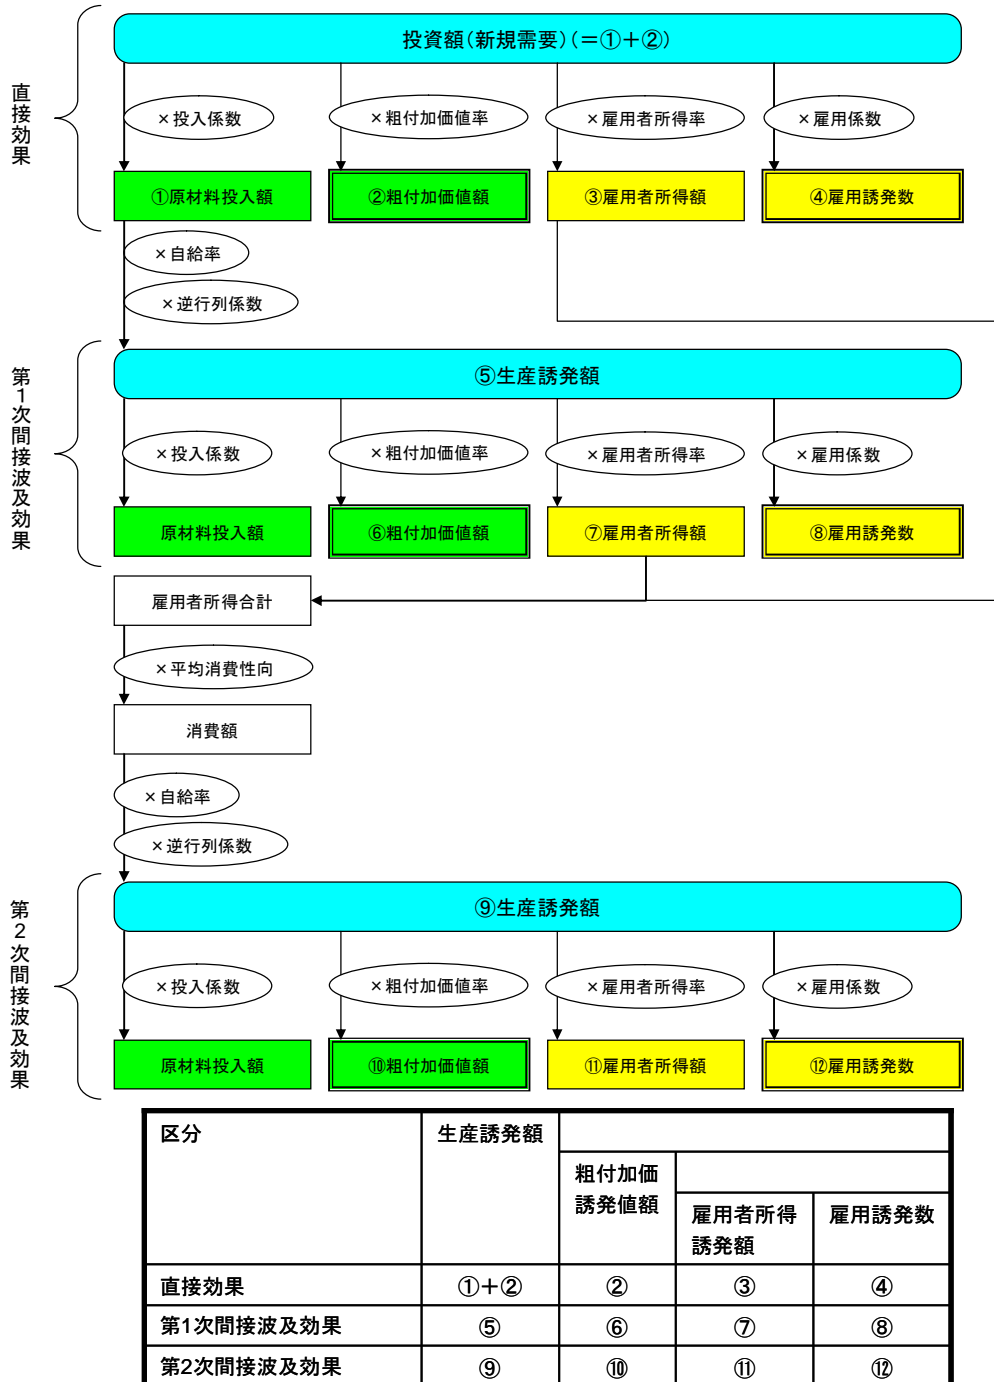 直接効果
投資額（新規需要）（＝①＋②）
×投入係数
×粗付加価値率
×雇用者所得率
×雇用係数
①原材料投入額
②粗付加価値額
③雇用者所得額
④雇用誘発数
×自給率
×逆行列係数
第1次間接波及効果
⑤生産誘発額
×投入係数
×粗付加価値率
×雇用者所得率
×雇用係数
原材料投入額
⑥粗付加価値額
⑦雇用者所得額
⑧雇用誘発数
雇用者所得合計
×平均消費性向
消費額
×自給率
×逆行列係数
第2次間接波及効果
⑨生産誘発額
×投入係数
×粗付加価値率
×雇用者所得率
×雇用係数
原材料投入額
⑩粗付加価値額
⑪雇用者所得額
⑫雇用誘発数
区分 生産誘発額
粗付加価
誘発値額
雇用者所得 雇用誘発数
誘発額
直接効果 ①＋② ② ③ ④
第1次間接波及効果 ⑤ ⑥ ⑦ ⑧
第2次間接波及効果 ⑨ ⑩ ⑪ ⑫